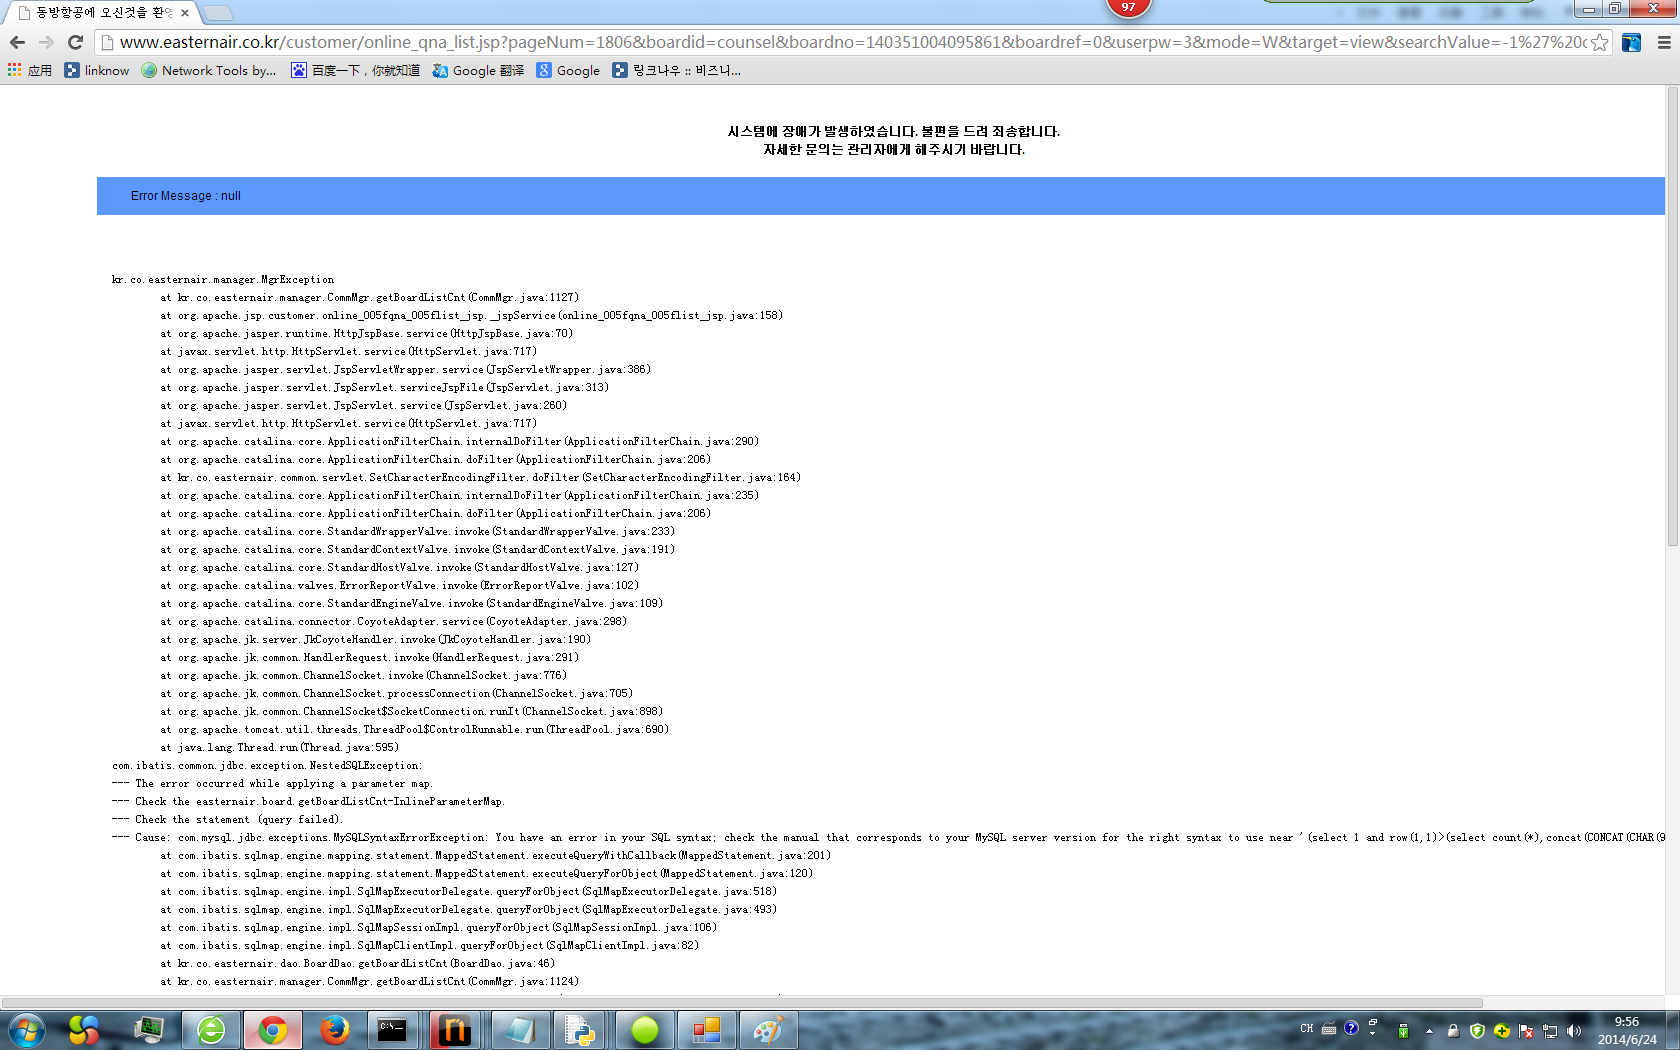 97
동방항공에 오신것을 환영
www.easternair.co.kr/customer/online_qna_list.jsp?pageNum=1806&boardid=counsel&boardno=140351004095861&boardref=0&userpw=3&mode=W&target=view&searchValue=-1%27%20
应用 linknow Network Tools by... 百度一下，你就知道 Google 翻译 Google 링크나우 :: 비즈니...
시스템에 장애가 발생하였습니다. 불편을 드려 죄송합니다.
자세한 문의는 관리자에게 해주시기 바랍니다.
Error Message : null
kr.co.easternair.manager.MgrException
at kr.co.easternair.manager.CommMgr.getBoardListCnt(CommMgr.java:1127)
at org.apache.jsp.customer.online_005fqna_005flist_jsp._jspService(online_005fqna_005flist_jsp.java:158)
at org.apache.jasper.runtime.HttpJspBase.service(HttpJspBase.java:70)
at javax.servlet.http.HttpServlet.service(HttpServlet.java:717)
at org.apache.jasper.servlet.JspServletWrapper.service(JspServletWrapper.java:386)
at org.apache.jasper.servlet.JspServlet.serviceJspFile(JspServlet.java:313)
at org.apache.jasper.servlet.JspServlet.service(JspServlet.java:260)
at javax.servlet.http.HttpServlet.service(HttpServlet.java:717)
at org.apache.catalina.core.ApplicationFilterChain.internalDoFilter(ApplicationFilterChain.java:290)
at org.apache.catalina.core.ApplicationFilterChain.doFilter(ApplicationFilterChain.java:206)
at kr.co.easternair.common.servlet.SetCharacterEncodingFilter.doFilter(SetCharacterEncodingFilter.java:164)
at org.apache.catalina.core.ApplicationFilterChain.internalDoFilter(ApplicationFilterChain.java:235)
at org.apache.catalina.core.ApplicationFilterChain.doFilter(ApplicationFilterChain.java:206)
at org.apache.catalina.core.StandardWrapperValve.invoke(StandardWrapperValve.java:233)
at org.apache.catalina.core.StandardContextValve.invoke(StandardContextValve.java:191)
at org.apache.catalina.core.StandardHostValve.invoke(StandardHostValve.java:127)
at org.apache.catalina.valves.ErrorReportValve.invoke(ErrorReportValve.java:102)
at org.apache.catalina.core.StandardEngineValve.invoke(StandardEngineValve.java:109)
at org.apache.catalina.connector.CoyoteAdapter.service(CoyoteAdapter.java:298)
at org.apache.jk.server.JkCoyoteHandler.invoke(JkCoyoteHandler.java:190)
at org.apache.jk.common.HandlerRequest.invoke(HandlerRequest.java:291)
at org.apache.jk.common.ChannelSocket.invoke(ChannelSocket.java:776)
at org.apache.jk.common.ChannelSocket.processConnection(ChannelSocket.java:705)
at org.apache.jk.common.ChannelSocket$SocketConnection.runIt(ChannelSocket.java:898)
at org.apache.tomcat.util.threads.ThreadPool$ControlRunnable.run(ThreadPool.java:690)
at java.lang.Thread.run(Thread.java:595)
com.ibatis.common.jdbc.exception.NestedSQLException:
--- The error occurred while applying a parameter map.
--- Check the easternair.board.getBoardListCnt-InlineParameterMap.
--- Check the statement (query failed).
--- Cause: com.mysql.jdbc.exceptions.MySQLSyntaxErrorException: You have an error in your SQL syntax; check the manual that corresponds to your MySQL server version for the right syntax to use near '(select 1 and row(1,1)>(select count(*),concat(CONCAT(CHAR(9
at com.ibatis.sqlmap.engine.mapping.statement.MappedStatement.executeQueryWithCallback(MappedStatement.java:201)
at com.ibatis.sqlmap.engine.mapping.statement.MappedStatement.executeQueryForObject(MappedStatement.java:120)
at com.ibatis.sqlmap.engine.impl.SqlMapExecutorDelegate.queryForObject(SqlMapExecutorDelegate.java:518)
at com.ibatis.sqlmap.engine.impl.SqlMapExecutorDelegate.queryForObject(SqlMapExecutorDelegate.java:493)
at com.ibatis.sqlmap.engine.impl.SqlMapSessionImpl.queryForObject(SqlMapSessionImpl.java:106)
at com.ibatis.sqlmap.engine.impl.SqlMapClientImpl.queryForObject(SqlMapClientImpl.java:82)
at kr.co.easternair.dao.BoardDao.getBoardListCnt(BoardDao.java:46)
at kr.co.easternair.manager.CommMgr.getBoardListCnt(CommMgr.java:1124)
CH
9:56
2014/6/24